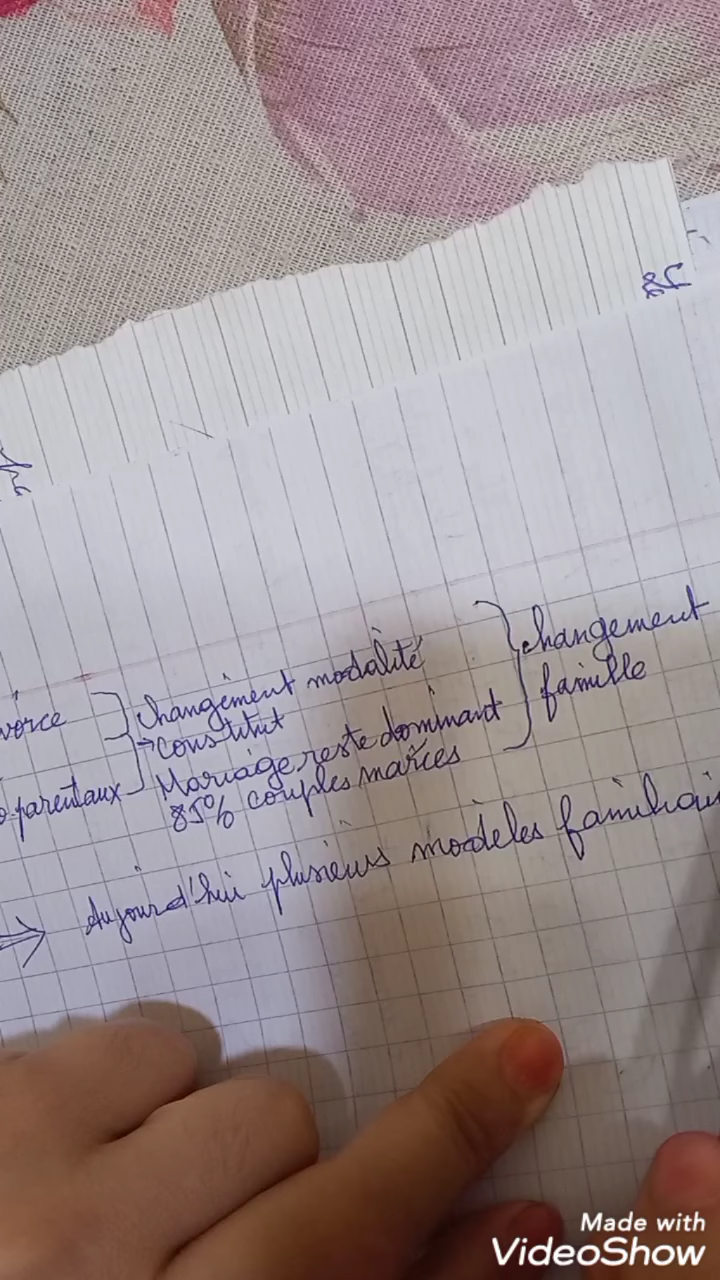 changement
vorce } changement modalité
famille
→ constitut
Mariage reste dominant
o-parentaux
85% couples mariés
⇒ Aujourd'hui plusieurs modèles familiau
Made with
VideoShow